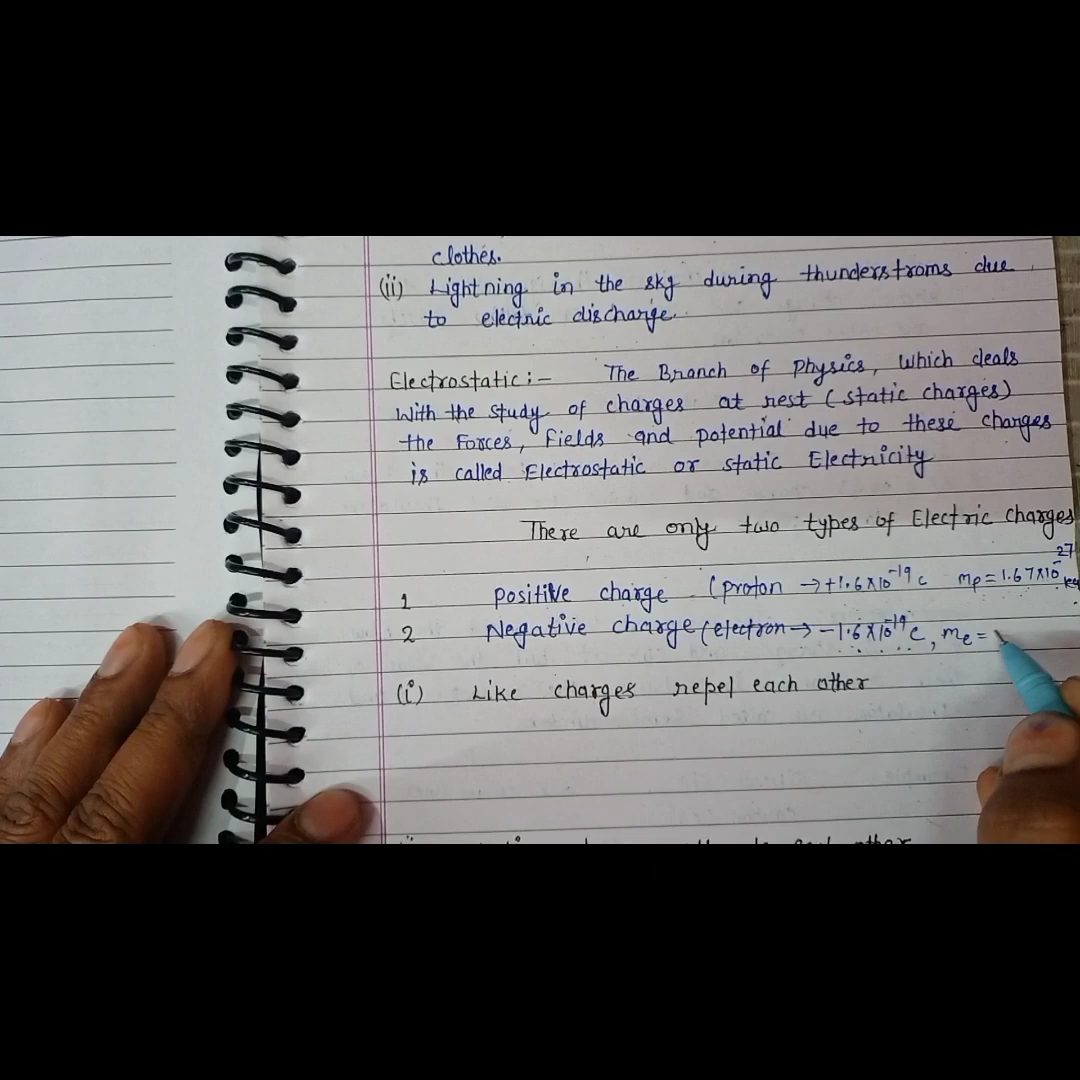 clothes.
(ii) Lightning in the sky during thunderstroms due
to electric discharge.
Electrostatic :- The Branch of Physics, which deals
with the study of charges at rest (static charges)
the Forces, Fields and potential due to these charges
is called Electrostatic or static Electricity
There are only two types of Electric charges
1 positive charge (proton → +1.6×10⁻¹⁹ c mp = 1.67×10⁻²⁷ kg
2 Negative charge (electron → -1.6×10⁻¹⁹ C, me =
(i) Like charges repel each other